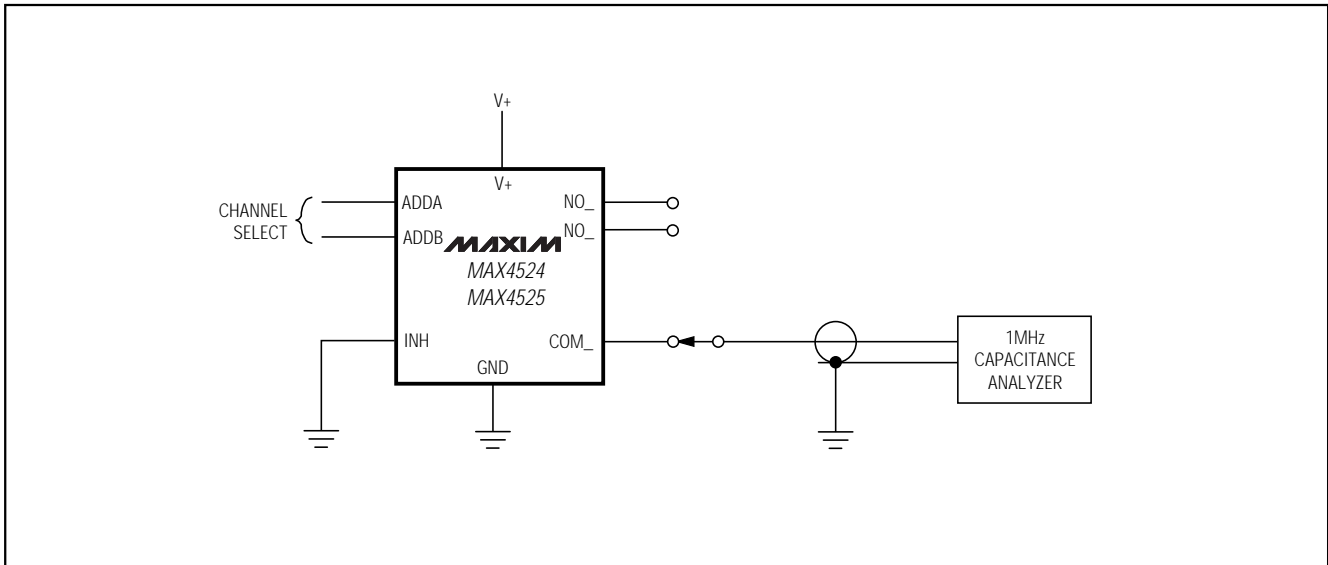 V+
V+
CHANNEL
SELECT
ADDA
ADDB
NO_
NO_
MAXIM
MAX4524
MAX4525
INH
COM_
GND
1MHz
CAPACITANCE
ANALYZER